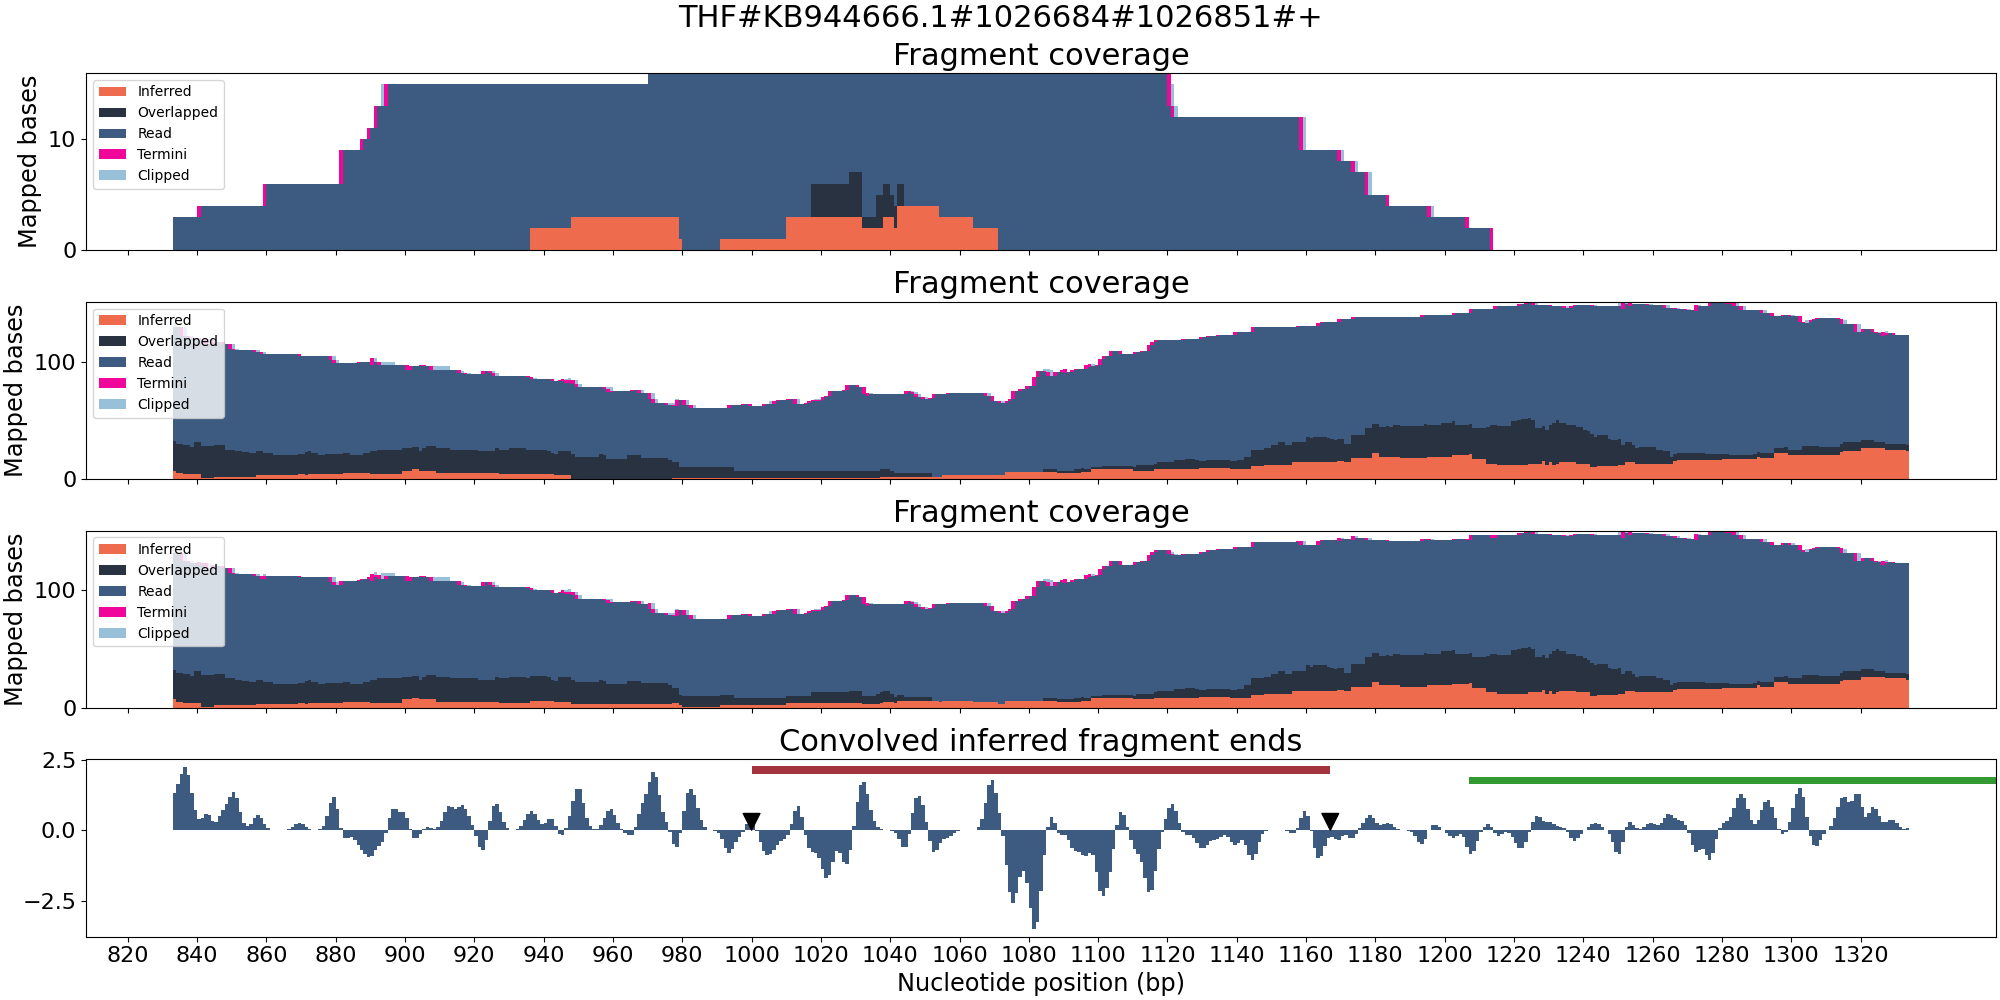 THF#KB944666.1#1026684#1026851#+
Fragment coverage
Mapped bases
10
0
Inferred
Overlapped
Read
Termini
Clipped
Fragment coverage
Mapped bases
100
0
Inferred
Overlapped
Read
Termini
Clipped
Fragment coverage
Mapped bases
100
0
Inferred
Overlapped
Read
Termini
Clipped
Convolved inferred fragment ends
2.5
0.0
−2.5
820 840 860 880 900 920 940 960 980 1000 1020 1040 1060 1080 1100 1120 1140 1160 1180 1200 1220 1240 1260 1280 1300 1320
Nucleotide position (bp)